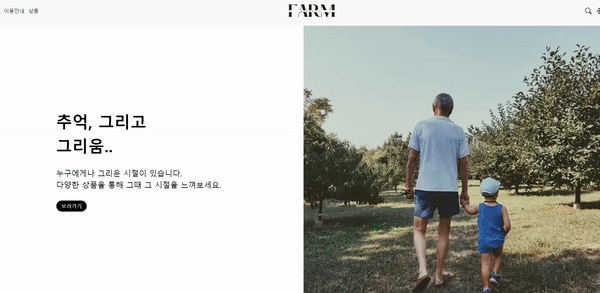 이용안내 상품
FARM
추억, 그리고
그리움..
누구에게나 그리운 시절이 있습니다.
다양한 상품을 통해 그때 그 시절을 느껴보세요.
보러가기